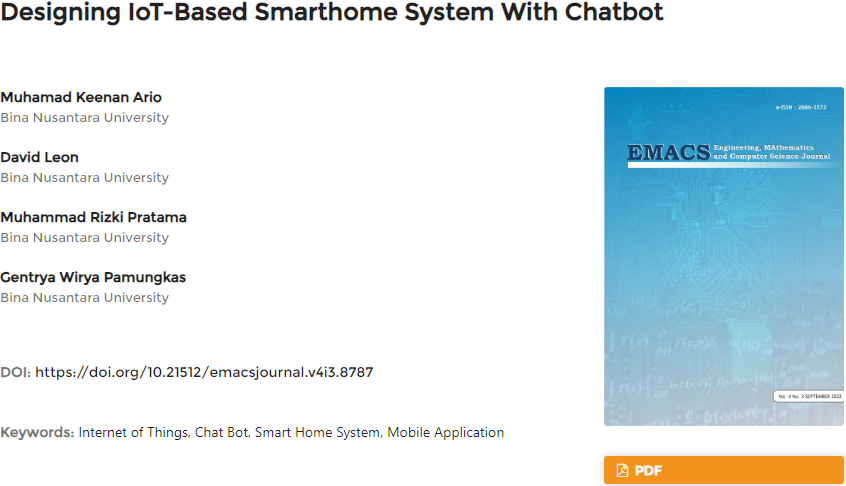 Designing IoT-Based Smarthome System With Chatbot
Muhamad Keenan Ario
Bina Nusantara University
David Leon
Bina Nusantara University
Muhammad Rizki Pratama
Bina Nusantara University
Gentrya Wirya Pamungkas
Bina Nusantara University
DOI: https://doi.org/10.21512/emacsjournal.v4i3.8787
Keywords: Internet of Things, Chat Bot, Smart Home System, Mobile Application
e-ISSN : 2686-2573
EMACS Engineering, MAthematics
and Computer Science Journal
Vol. 4 No. 3 SEPTEMBER 2022
PDF